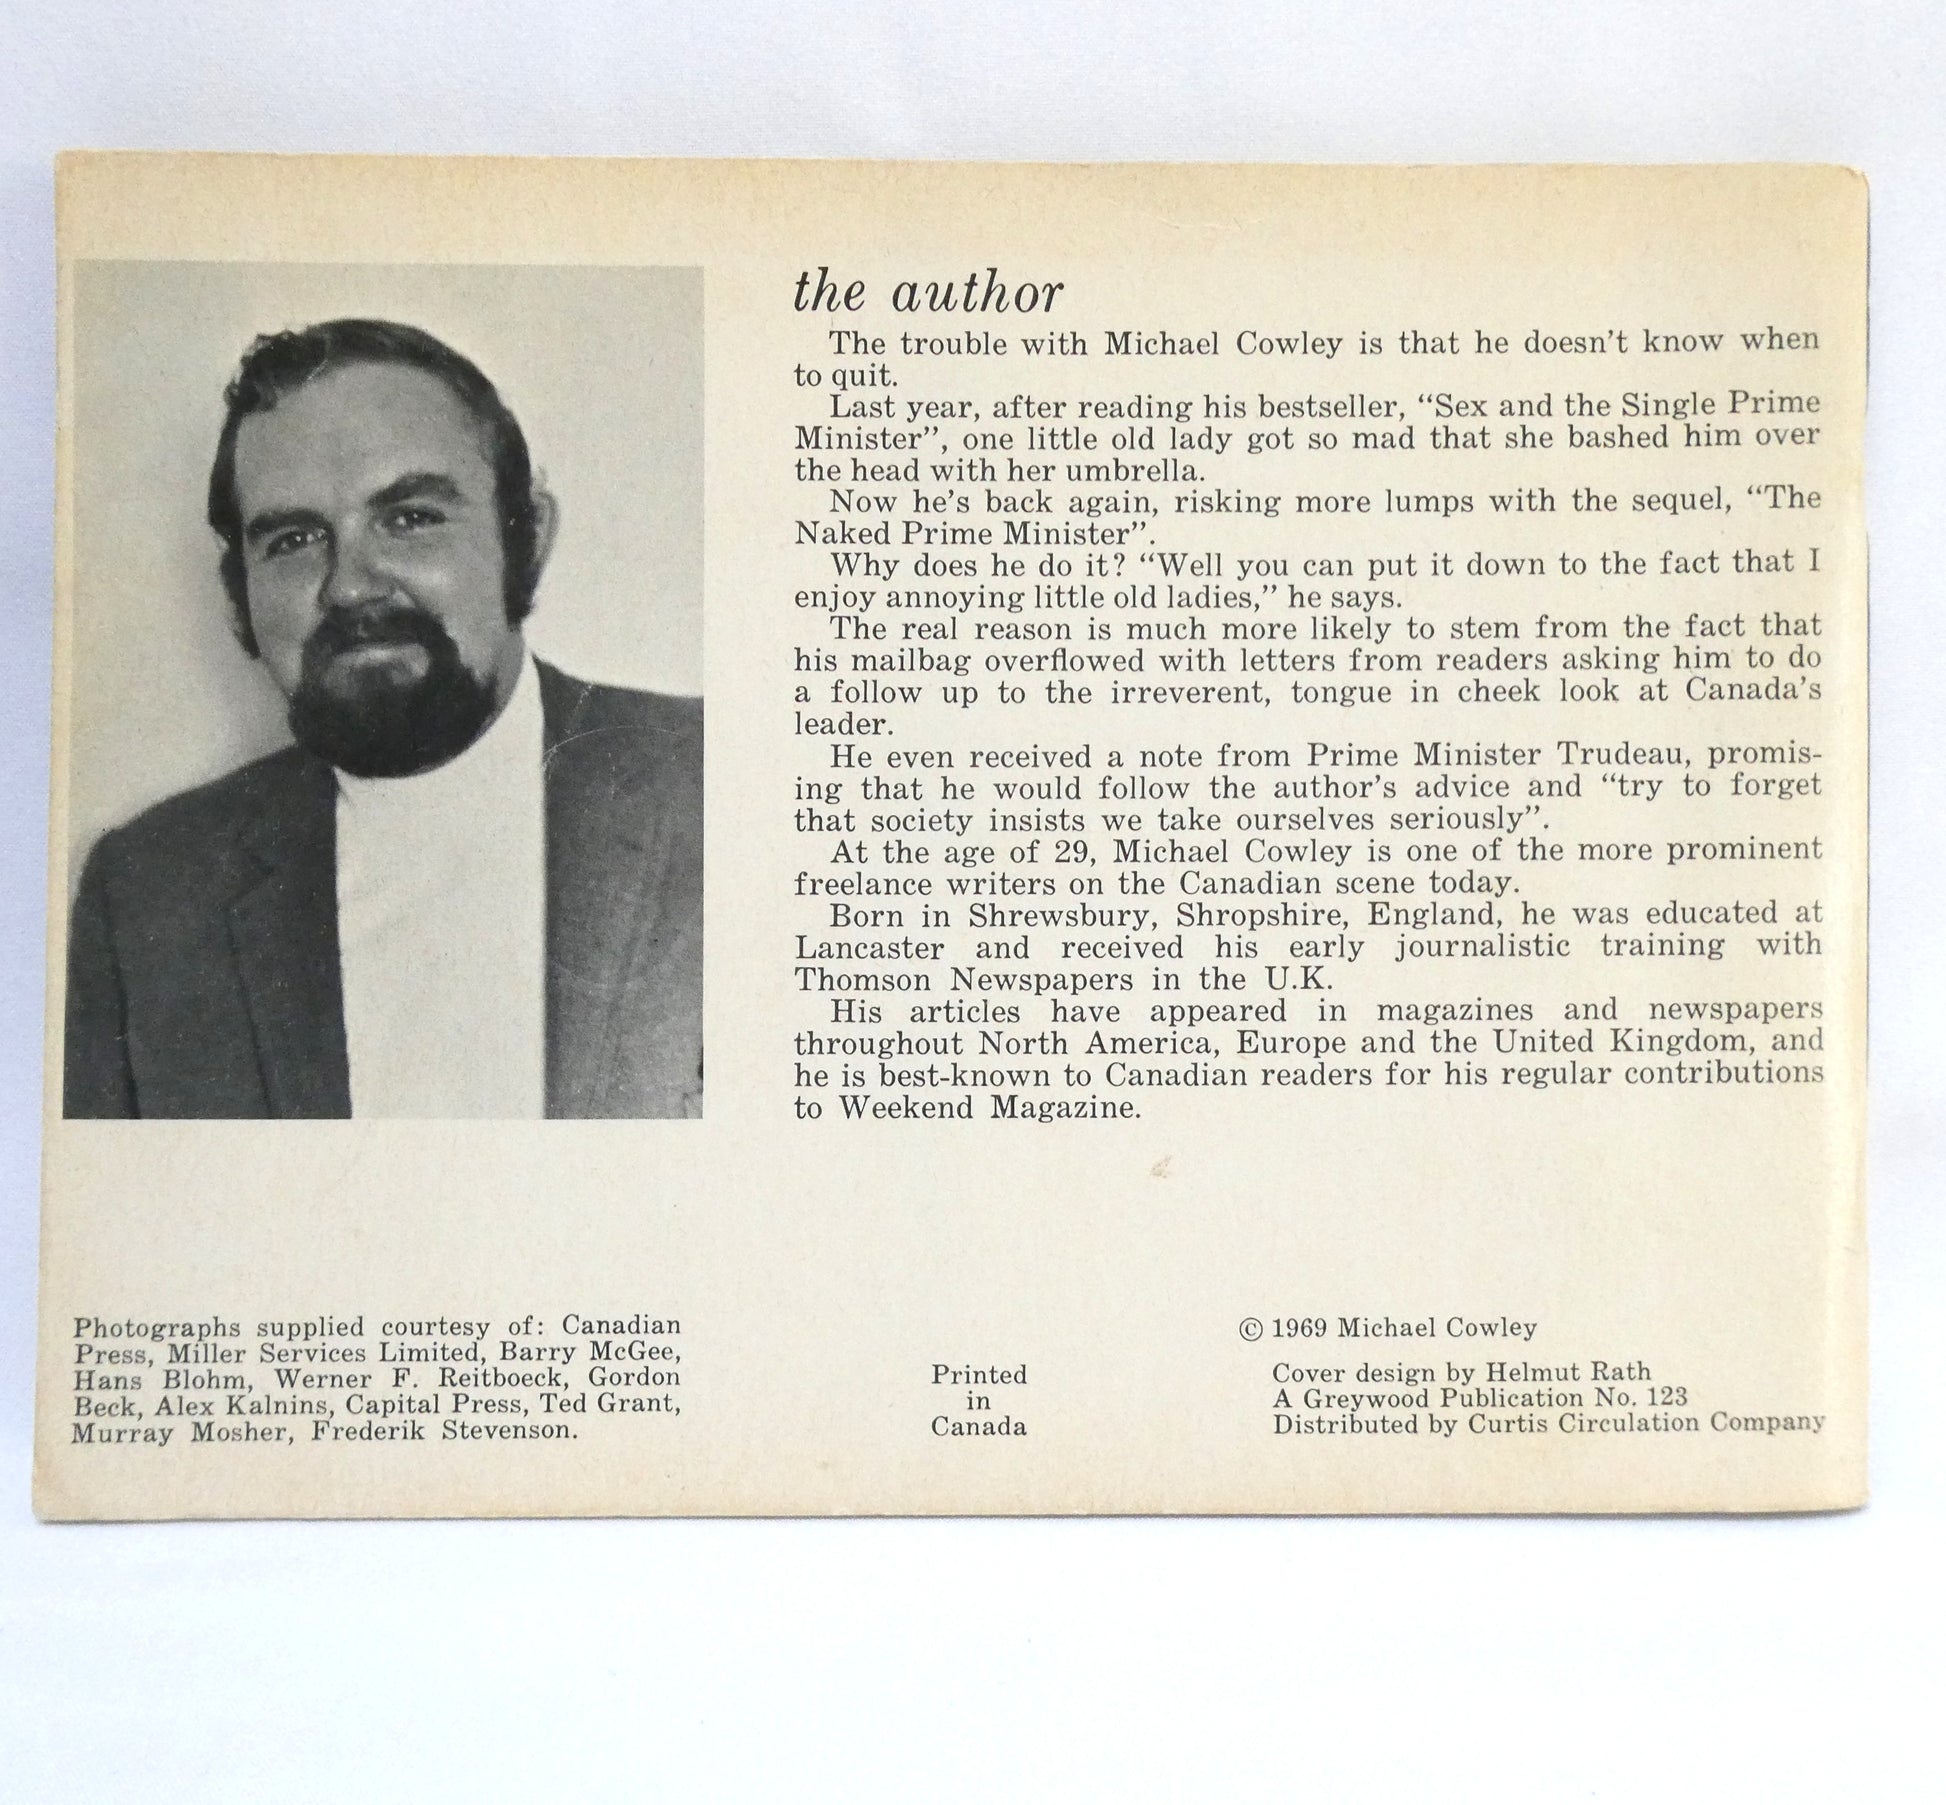 the author
The trouble with Michael Cowley is that he doesn't know when
to quit.
Last year, after reading his bestseller, “Sex and the Single Prime
Minister”, one little old lady got so mad that she bashed him over
the head with her umbrella.
Now he's back again, risking more lumps with the sequel, “The
Naked Prime Minister”.
Why does he do it? “Well you can put it down to the fact that I
enjoy annoying little old ladies,” he says.
The real reason is much more likely to stem from the fact that
his mailbag overflowed with letters from readers asking him to do
a follow up to the irreverent, tongue in cheek look at Canada's
leader.
He even received a note from Prime Minister Trudeau, promis-
ing that he would follow the author's advice and “try to forget
that society insists we take ourselves seriously”.
At the age of 29, Michael Cowley is one of the more prominent
freelance writers on the Canadian scene today.
Born in Shrewsbury, Shropshire, England, he was educated at
Lancaster and received his early journalistic training with
Thomson Newspapers in the U.K.
His articles have appeared in magazines and newspapers
throughout North America, Europe and the United Kingdom, and
he is best-known to Canadian readers for his regular contributions
to Weekend Magazine.
Photographs supplied courtesy of: Canadian
Press, Miller Services Limited, Barry McGee,
Hans Blohm, Werner F. Reitboeck, Gordon
Beck, Alex Kalnins, Capital Press, Ted Grant,
Murray Mosher, Frederik Stevenson.
Printed
in
Canada
© 1969 Michael Cowley
Cover design by Helmut Rath
A Greywood Publication No. 123
Distributed by Curtis Circulation Company